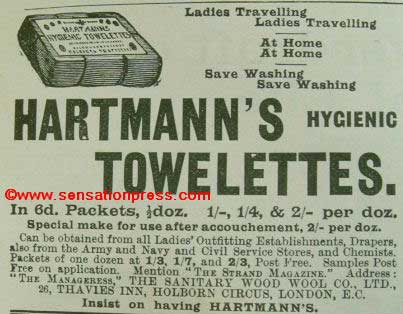 HARTMANN'S
HYGIENIC TOWELETTES
Ladies Travelling
Ladies Travelling
At Home
At Home
Save Washing
Save Washing
HARTMANN'S HYGIENIC
TOWELETTES.
©www.sensationpress.com
In 6d. Packets, ½doz. 1/-, 1/4, & 2/- per doz.
Special make for use after accouchement, 2/- per doz.
Can be obtained from all Ladies' Outfitting Establishments, Drapers,
also from the Army and Navy and Civil Service Stores, and Chemists.
Packets of one dozen at 1/3, 1/7, and 2/3, Post Free. Samples Post
Free on application. Mention "THE STRAND MAGAZINE." Address:
"THE MANAGERESS," THE SANITARY WOOD WOOL CO., LTD.,
26, THAVIES INN, HOLBORN CIRCUS, LONDON, E.C.
Insist on having HARTMANN'S.